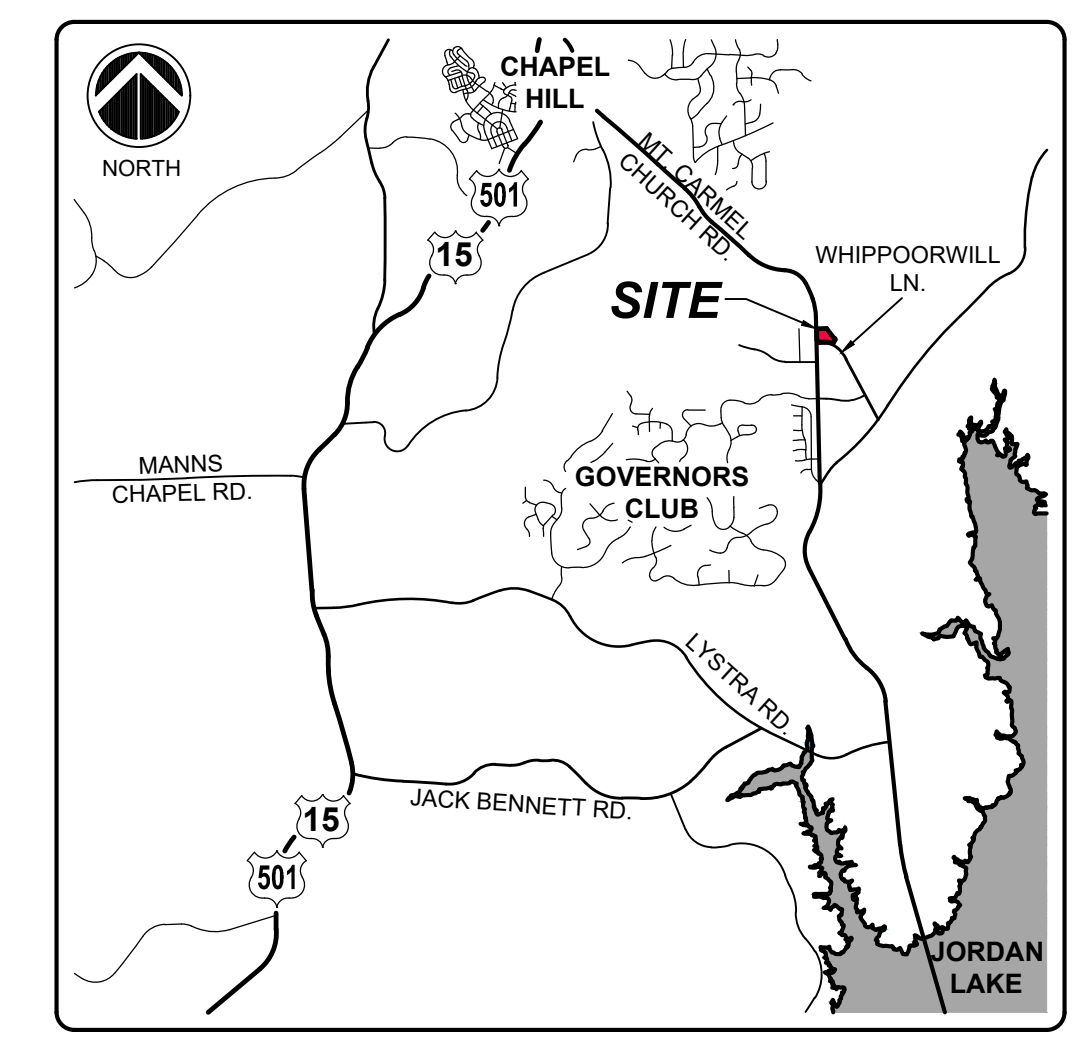 NORTH
CHAPEL
HILL
501
15
MT. CARMEL
CHURCH RD.
WHIPPOORWILL
LN.
SITE
MANNS
CHAPEL RD.
GOVERNORS
CLUB
LYSTRA RD.
JACK BENNETT RD.
15
501
JORDAN
LAKE